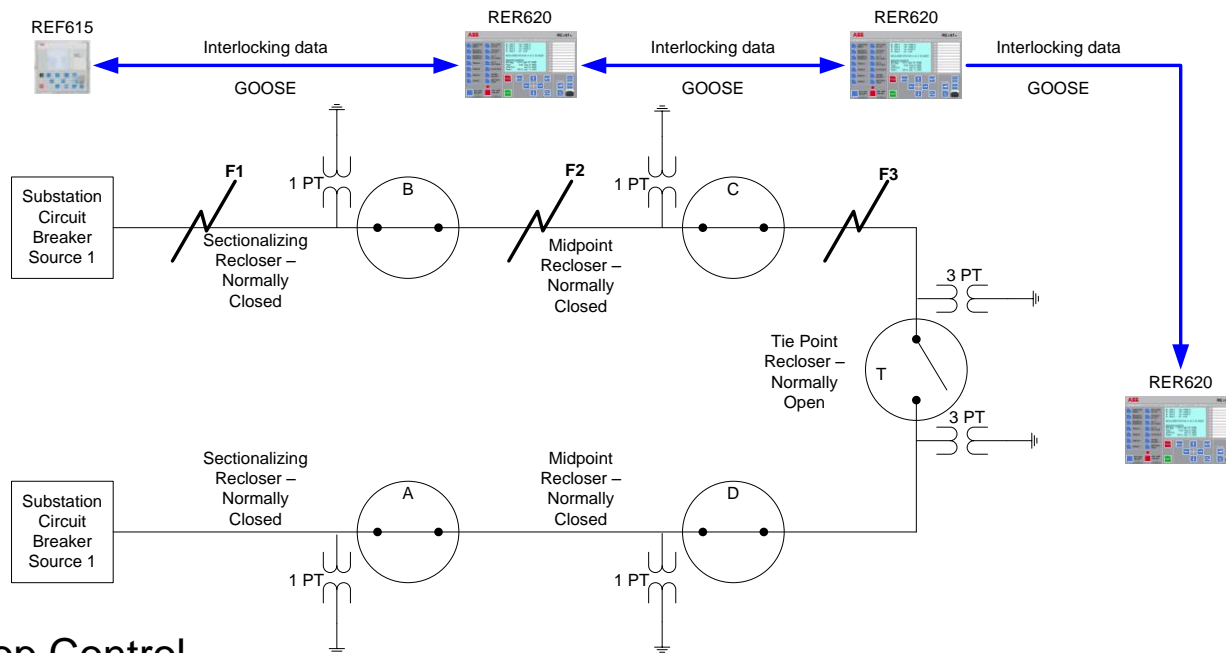 REF615
RER620
RER620
Interlocking data
Interlocking data
Interlocking data
GOOSE
GOOSE
GOOSE
F1
F2
F3
1 PT
B
1 PT
C
Substation
Circuit
Breaker
Source 1
Sectionalizing
Recloser –
Normally
Closed
Midpoint
Recloser –
Normally
Closed
3 PT
Tie Point
Recloser –
Normally
Open
T
RER620
ABB
3 PT
Sectionalizing
Recloser –
Normally
Closed
Midpoint
Recloser –
Normally
Closed
A
D
Substation
Circuit
Breaker
Source 1
1 PT
1 PT
op Control